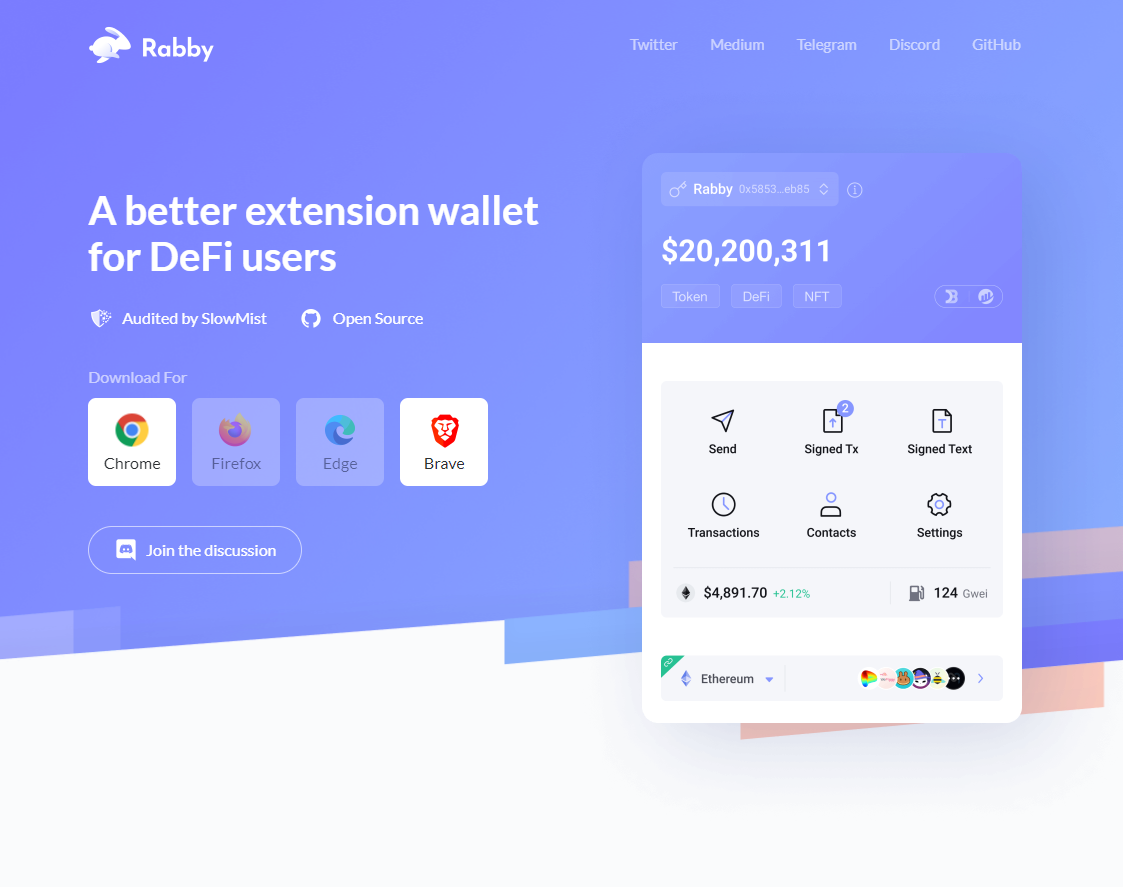 Rabby
Twitter Medium Telegram Discord GitHub
A better extension wallet
for DeFi users
Audited by SlowMist Open Source
Download For
Chrome Firefox Edge Brave
Join the discussion
Rabby 0x5853...eb85
$20,200,311
Token DeFi NFT
2
Send Signed Tx Signed Text
Transactions Contacts Settings
$4,891.70 +2.12% 124 Gwei
Ethereum